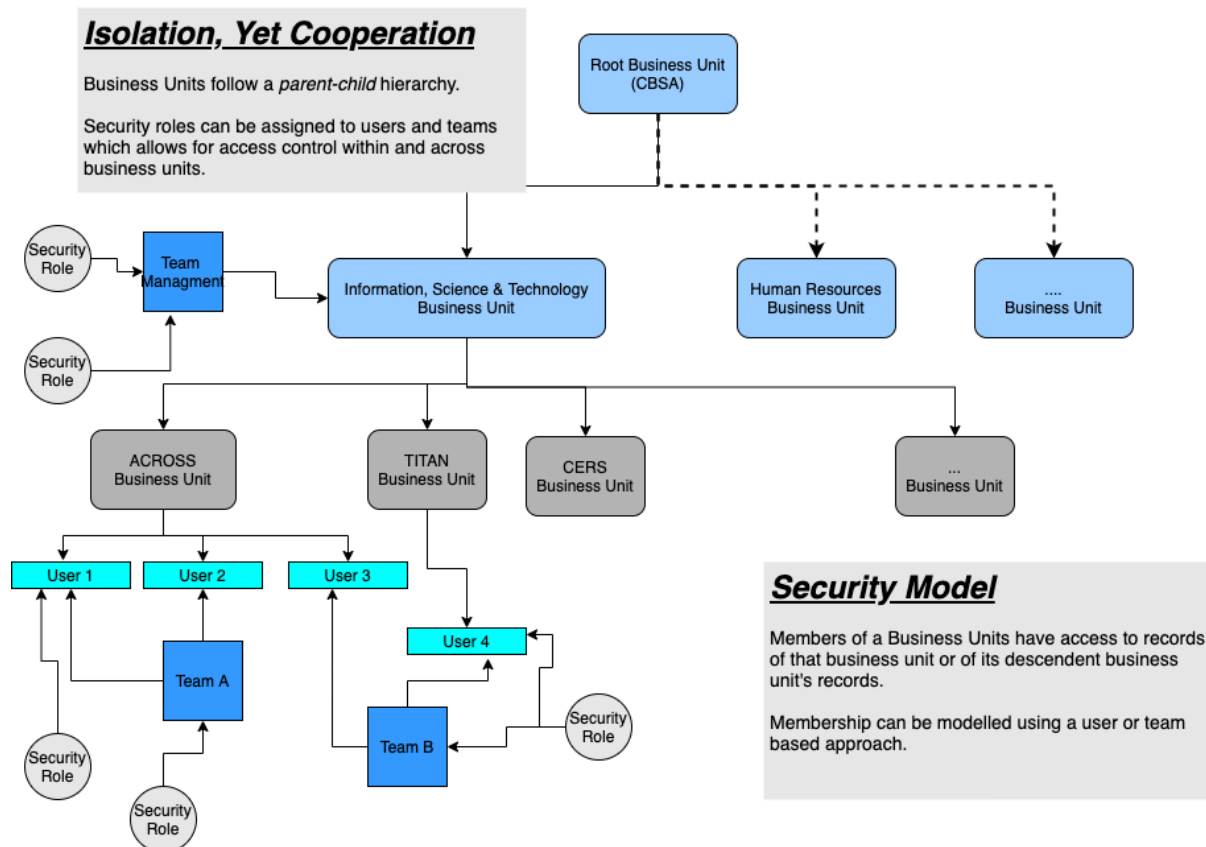 Isolation, Yet Cooperation
Business Units follow a parent-child hierarchy.
Security roles can be assigned to users and teams
which allows for access control within and across
business units.
Root Business Unit
(CBSA)
Security
Role
Team
Managment
Information, Science & Technology
Business Unit
Human Resources
Business Unit
....
Business Unit
Security
Role
ACROSS
Business Unit
TITAN
Business Unit
CERS
Business Unit
...
Business Unit
User 1
User 2
User 3
User 4
Team A
Team B
Security
Role
Security
Role
Security
Role
Security Model
Members of a Business Units have access to records
of that business unit or of its descendent business
unit's records.
Membership can be modelled using a user or team
based approach.